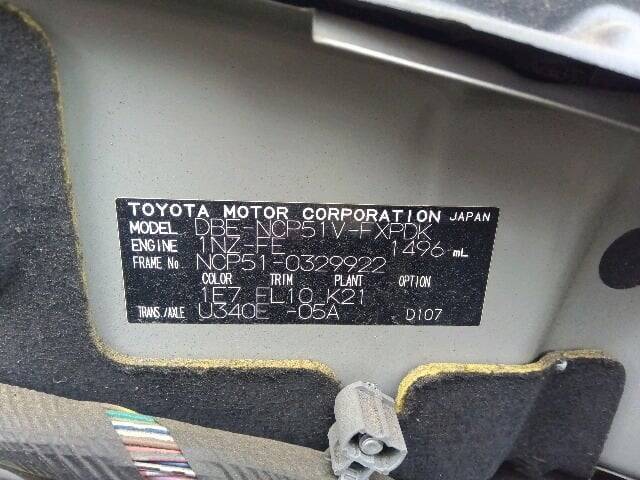 TOYOTA MOTOR CORPORATION JAPAN
MODEL DBE-NCP51V-FXPDK
ENGINE 1NZ-FE 1496 mL
FRAME No. NCP51-0329922
COLOR TRIM PLANT OPTION
1E7 FL10 K21
TRANS./AXLE U340E -05A D107